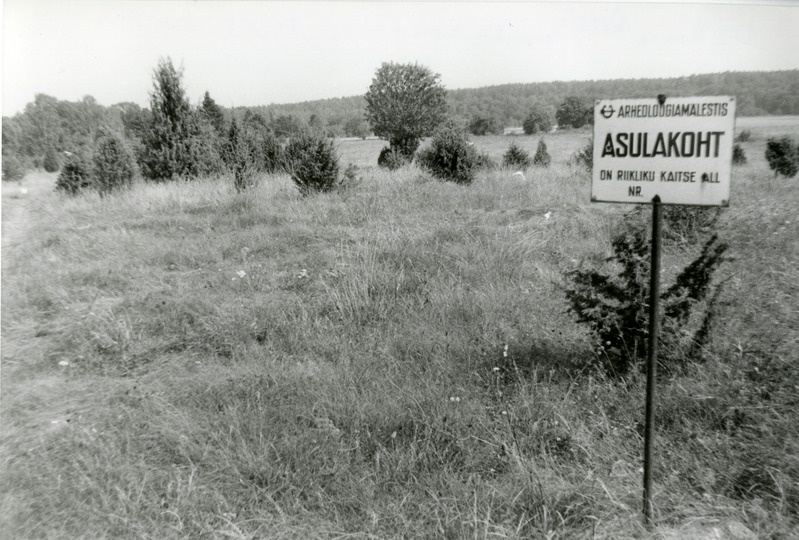 ARHEOLOOGIAMALESTIS
ASULAKOHT
ON RIIKLIKU KAITSE ALL
NR.